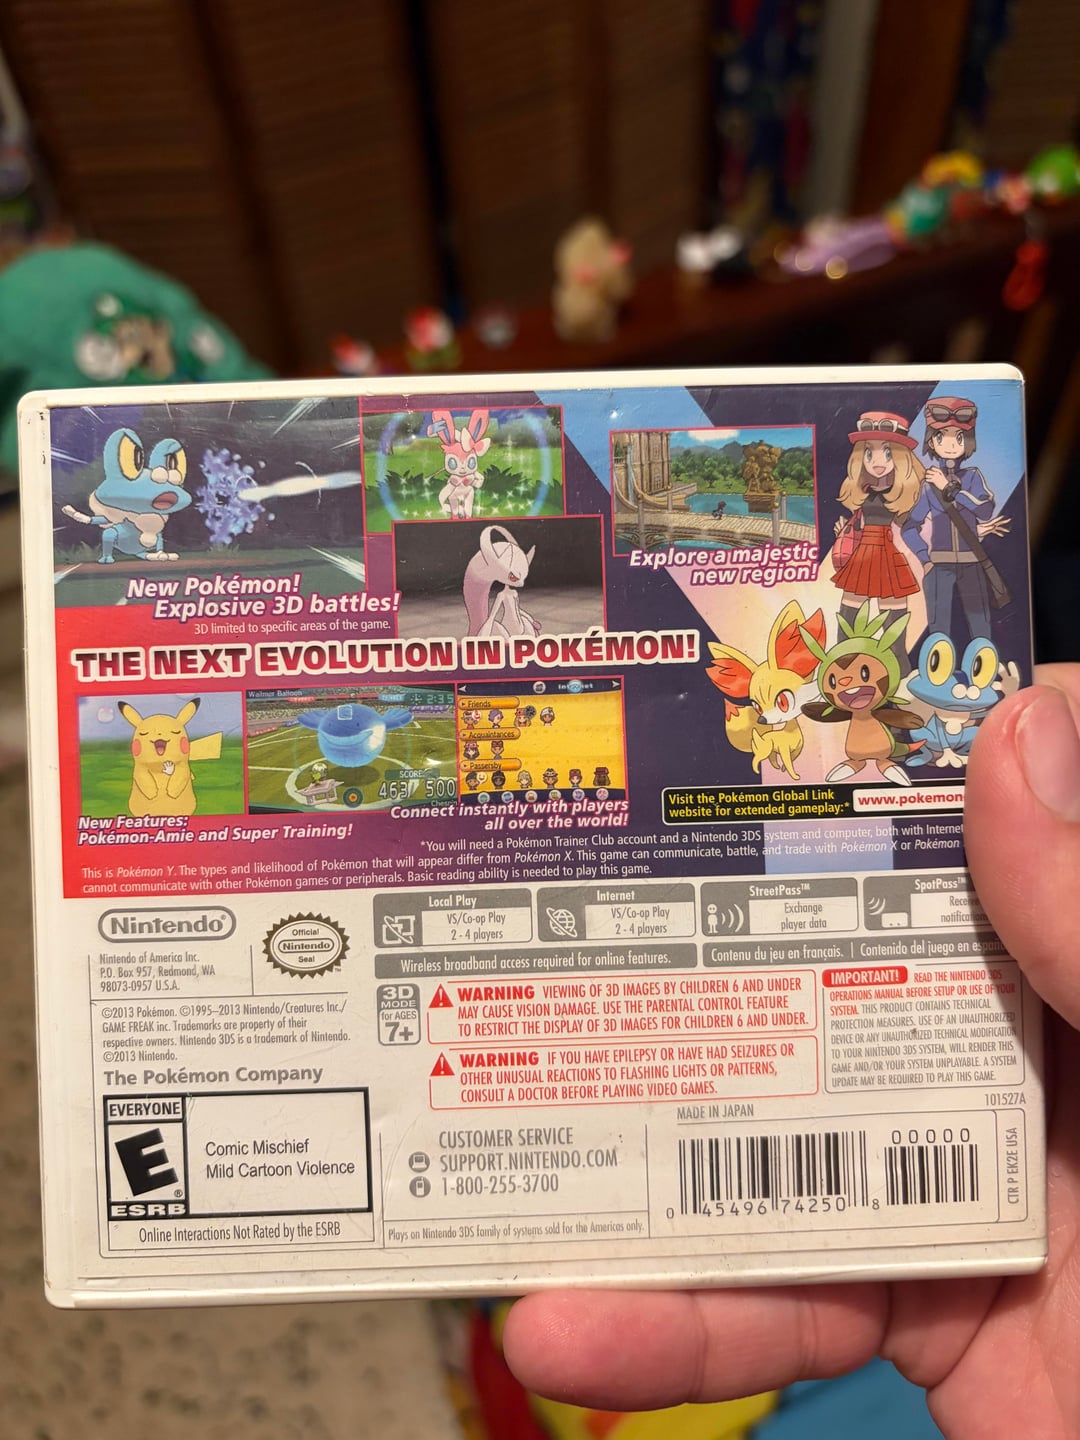 New Pokémon!
Explosive 3D battles!
3D limited to specific areas of the game.
Explore a majestic
new region!
THE NEXT EVOLUTION IN POKÉMON!
Wailmer Balloon
2:35
SCORE
463/ 500
Chespin
Friends
Acquaintances
Passersby
New Features:
Pokémon-Amie and Super Training!
Connect instantly with players
all over the world!
Visit the Pokémon Global Link
website for extended gameplay:*
www.pokemon
*You will need a Pokémon Trainer Club account and a Nintendo 3DS system and computer, both with Internet
This is Pokémon Y. The types and likelihood of Pokémon that will appear differ from Pokémon X. This game can communicate, battle, and trade with Pokémon X or Pokémon
cannot communicate with other Pokémon games or peripherals. Basic reading ability is needed to play this game.
Nintendo®
Official
Nintendo
Seal
Nintendo of America Inc.
P.O. Box 957, Redmond, WA
98073-0957 U.S.A.
Local Play
VS/Co-op Play
2 - 4 players
Internet
VS/Co-op Play
2 - 4 players
StreetPass™
Exchange
player data
SpotPass™
Receive
notifications
Wireless broadband access required for online features.
Contenu du jeu en français. | Contenido del juego en español
©2013 Pokémon. ©1995–2013 Nintendo/Creatures Inc./
GAME FREAK inc. Trademarks are property of their
respective owners. Nintendo 3DS is a trademark of Nintendo.
©2013 Nintendo.
The Pokémon Company
3D
MODE
for AGES
7+
WARNING VIEWING OF 3D IMAGES BY CHILDREN 6 AND UNDER
MAY CAUSE VISION DAMAGE. USE THE PARENTAL CONTROL FEATURE
TO RESTRICT THE DISPLAY OF 3D IMAGES FOR CHILDREN 6 AND UNDER.
WARNING IF YOU HAVE EPILEPSY OR HAVE HAD SEIZURES OR
OTHER UNUSUAL REACTIONS TO FLASHING LIGHTS OR PATTERNS,
CONSULT A DOCTOR BEFORE PLAYING VIDEO GAMES.
IMPORTANT! READ THE NINTENDO 3DS
OPERATIONS MANUAL BEFORE SETUP OR USE OF YOUR
SYSTEM. THIS PRODUCT CONTAINS TECHNICAL
PROTECTION MEASURES. USE OF AN UNAUTHORIZED
DEVICE OR ANY UNAUTHORIZED TECHNICAL MODIFICATION
TO YOUR NINTENDO 3DS SYSTEM, WILL RENDER THIS
GAME AND/OR YOUR SYSTEM UNPLAYABLE. A SYSTEM
UPDATE MAY BE REQUIRED TO PLAY THIS GAME.
101527A
EVERYONE
E
®
ESRB
Comic Mischief
Mild Cartoon Violence
Online Interactions Not Rated by the ESRB
CUSTOMER SERVICE
SUPPORT.NINTENDO.COM
1-800-255-3700
Plays on Nintendo 3DS family of systems sold for the Americas only.
MADE IN JAPAN
0 45496 74250 8
00000
CTR P EK2E USA